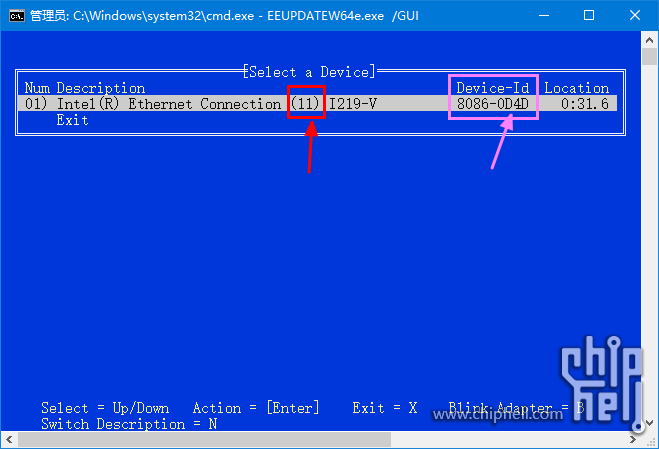 管理员: C:\Windows\system32\cmd.exe - EEUPDATEW64e.exe /GUI
[Select a Device]
Num Description Device-Id Location
01) Intel(R) Ethernet Connection (11) I219-V 8086-0D4D 0:31.6
Exit
chip
hell
Select = Up/Down Action = [Enter] Exit = X Blink Adapter = B
www.chiphell.com
Switch Description = N